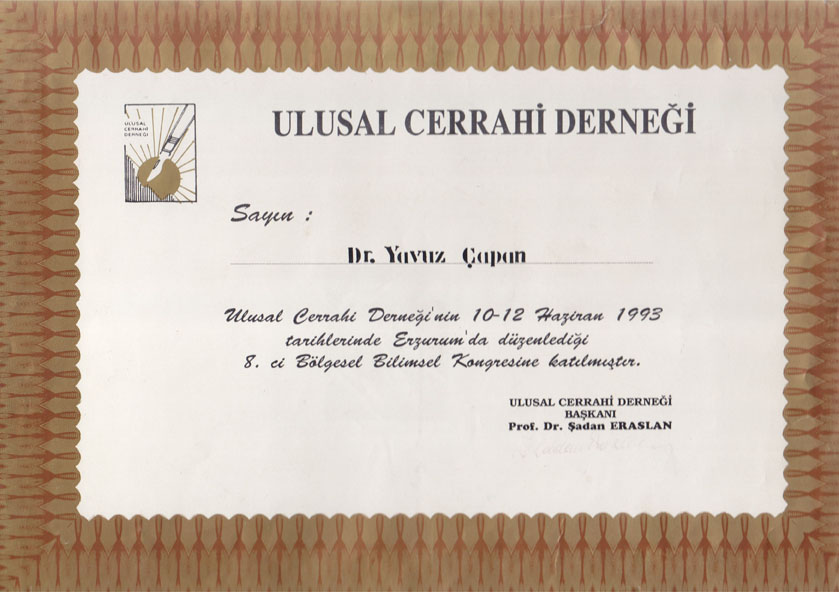 ULUSAL
CERRAHİ
DERNEĞİ
ULUSAL CERRAHİ DERNEĞİ
Sayın :
Dr. Yavuz Çapan
Ulusal Cerrahi Derneği'nin 10-12 Haziran 1993
tarihlerinde Erzurum'da düzenlediği
8. ci Bölgesel Bilimsel Kongresine katılmıştır.
ULUSAL CERRAHİ DERNEĞİ
BAŞKANI
Prof. Dr. Şadan ERASLAN